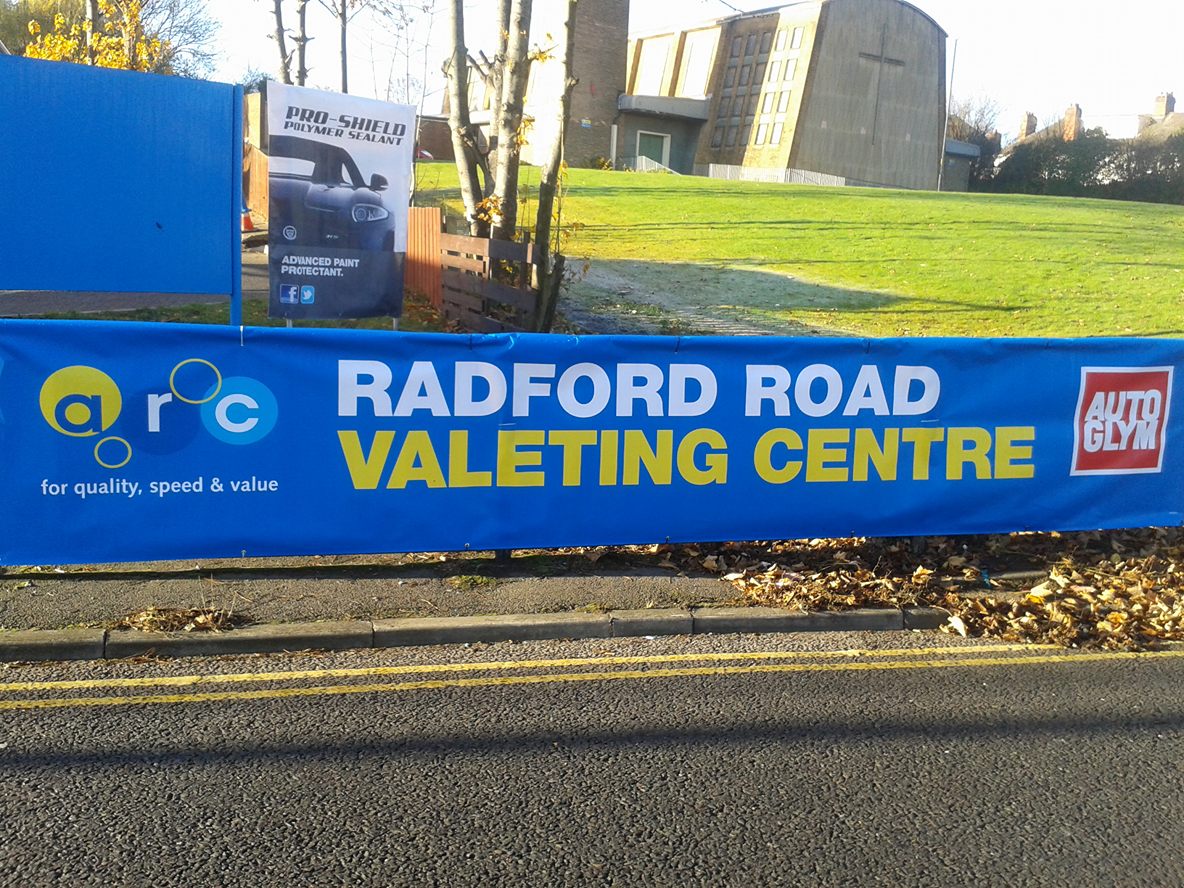 PRO-SHIELD
POLYMER SEALANT
ADVANCED PAINT
PROTECTANT.
arc
for quality, speed & value
RADFORD ROAD
VALETING CENTRE
AUTO
GLYM